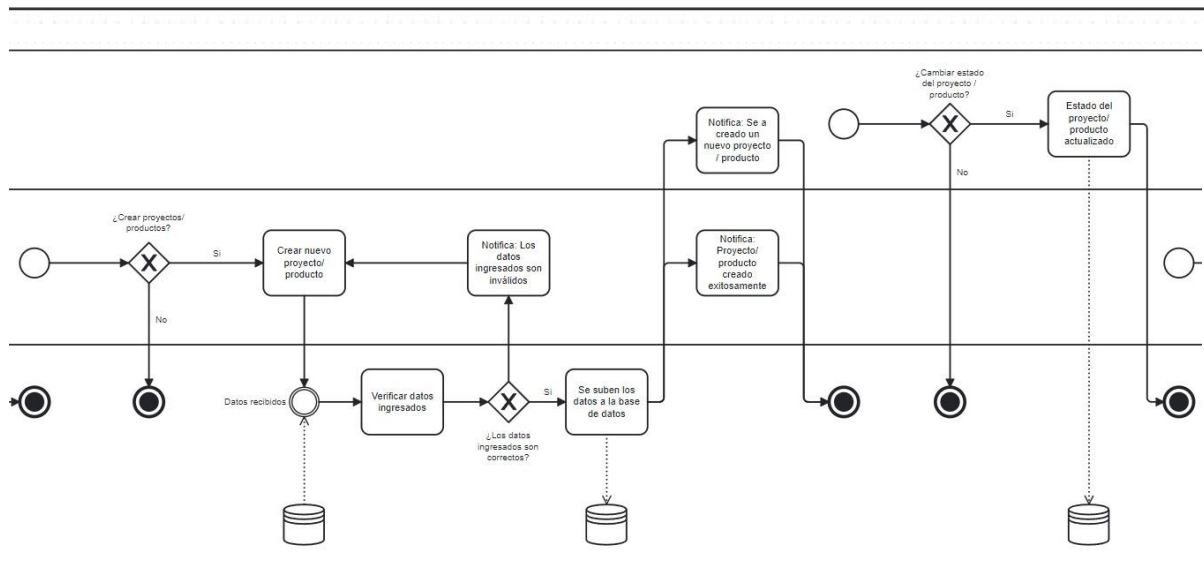 ¿Cambiar estado
del proyecto /
producto?
Notifica: Se a
creado un
nuevo proyecto
/ producto
Si
Estado del
proyecto/
producto
actualizado
No
¿Crear proyectos/
productos?
Si
Crear nuevo
proyecto/
producto
Notifica: Los
datos
ingresados son
inválidos
Notifica:
Proyecto/
producto
creado
exitosamente
No
Datos recibidos
Verificar datos
ingresados
Si
Se suben los
datos a la base
de datos
¿Los datos
ingresados son
correctos?